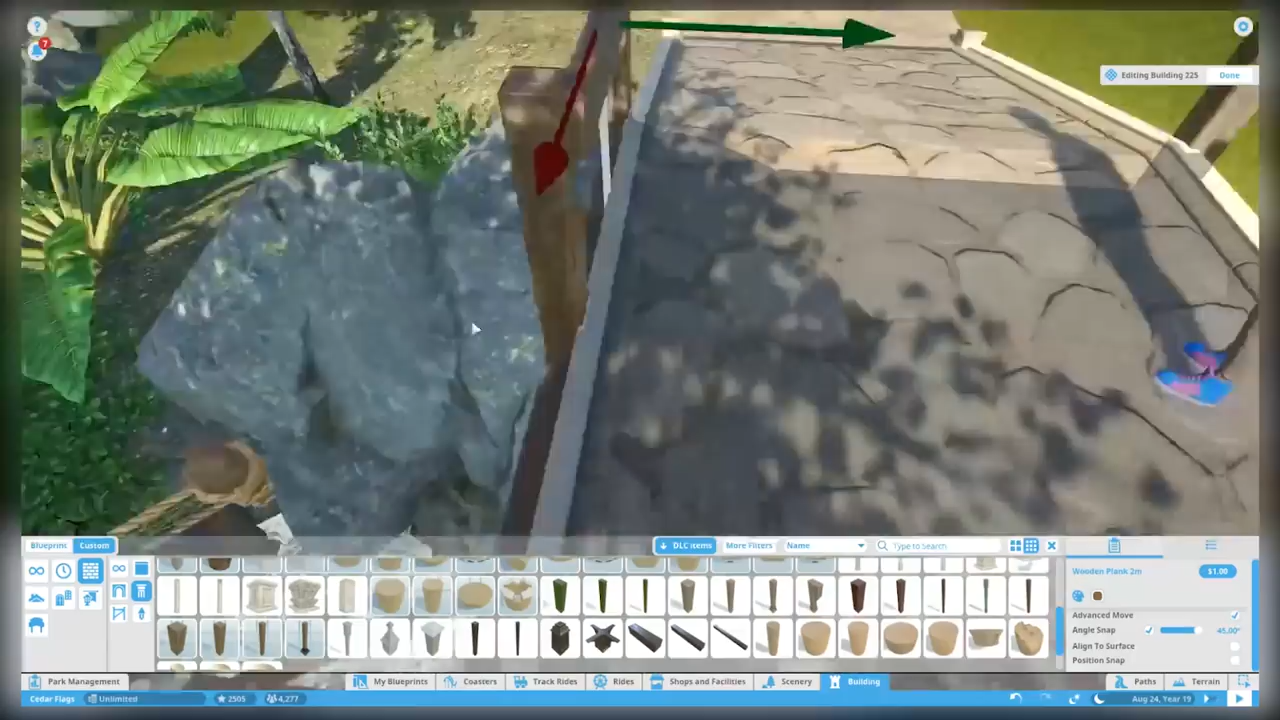 ?
7
Editing Building 225 Done
Blueprint Custom DLC Items More Filters Name Type to Search
Wooden Plank 2m $1.00
Advanced Move
Angle Snap 45.00°
Align To Surface
Position Snap
Park Management My Blueprints Coasters Track Rides Rides Shops and Facilities Scenery Building Paths Terrain
Cedar Flags Unlimited 2505 4,277 Aug 24, Year 19